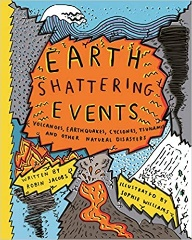 EARTH
SHATTERING
EVENTS
VOLCANOES, EARTHQUAKES, CYCLONES, TSUNAMIS
AND OTHER NATURAL DISASTERS
WRITTEN BY
ROBIN JACOBS
ILLUSTRATED BY
SOPHIE WILLIAMS